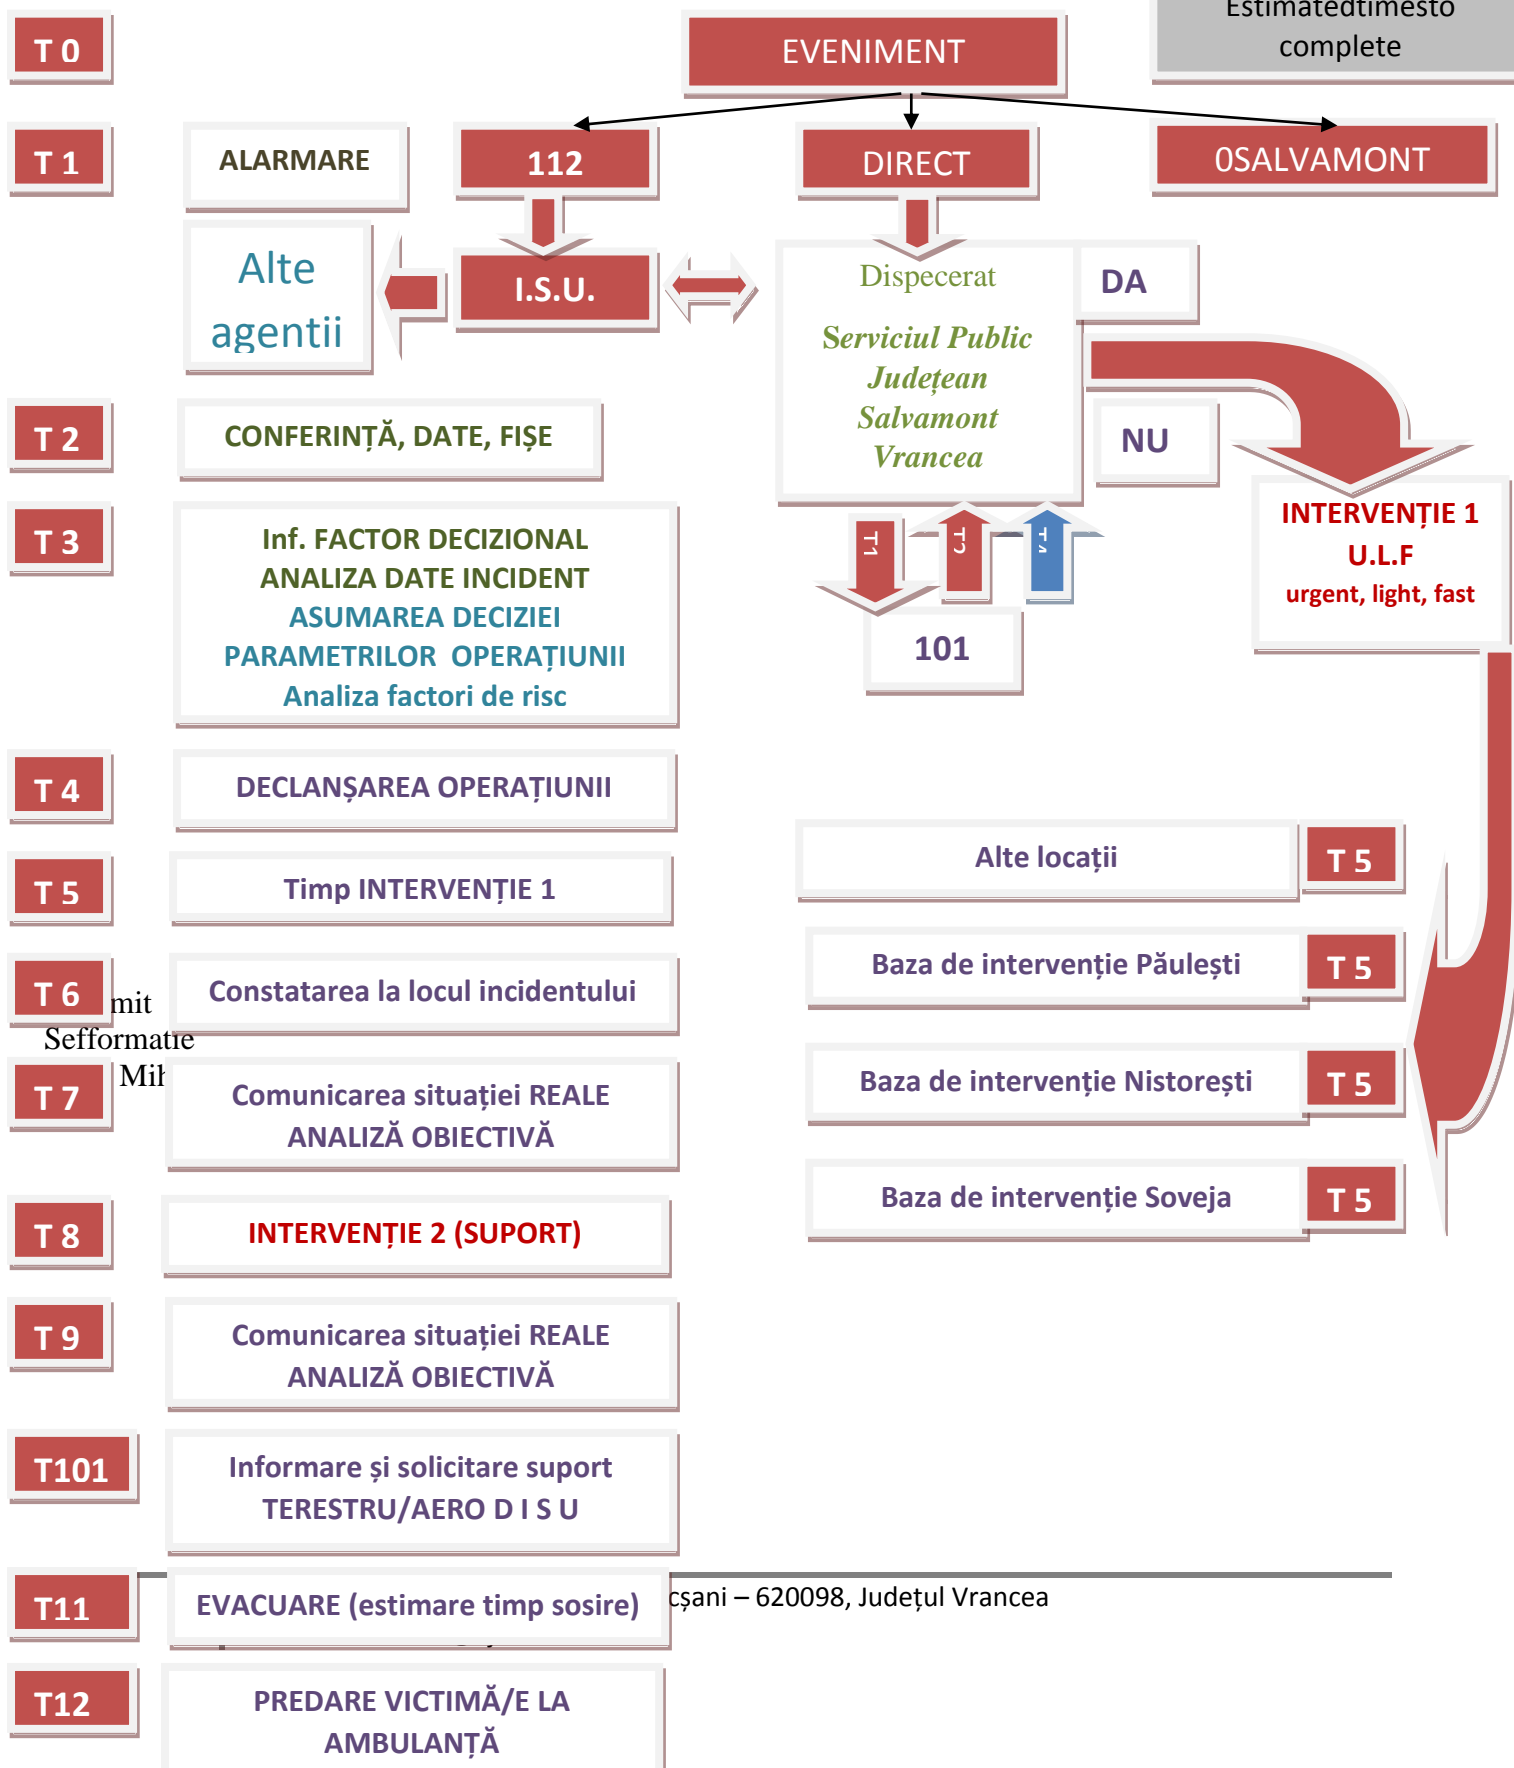 Estimatedtimesto
complete
T 0
EVENIMENT
T 1
ALARMARE
112
DIRECT
0SALVAMONT
Alte
agentii
I.S.U.
Dispecerat
Serviciul Public
Județean
Salvamont
Vrancea
DA
NU
T 2
CONFERINȚĂ, DATE, FIȘE
T 3
Inf. FACTOR DECIZIONAL
ANALIZA DATE INCIDENT
ASUMAREA DECIZIEI
PARAMETRILOR OPERAȚIUNII
Analiza factori de risc
T1
101
INTERVENȚIE 1
U.L.F
urgent, light, fast
T 4
DECLANȘAREA OPERAȚIUNII
T 5
Timp INTERVENȚIE 1
Alte locații
T 5
T 6
Constatarea la locul incidentului
Baza de intervenție Păulești
T 5
mit
Sefformatie
Mih
T 7
Comunicarea situației REALE
ANALIZĂ OBIECTIVĂ
Baza de intervenție Nistorești
T 5
T 8
INTERVENȚIE 2 (SUPORT)
Baza de intervenție Soveja
T 5
T 9
Comunicarea situației REALE
ANALIZĂ OBIECTIVĂ
T101
Informare și solicitare suport
TERESTRU/AERO D I S U
T11
EVACUARE (estimare timp sosire)
cșani – 620098, Județul Vrancea
T12
PREDARE VICTIMĂ/E LA
AMBULANȚĂ